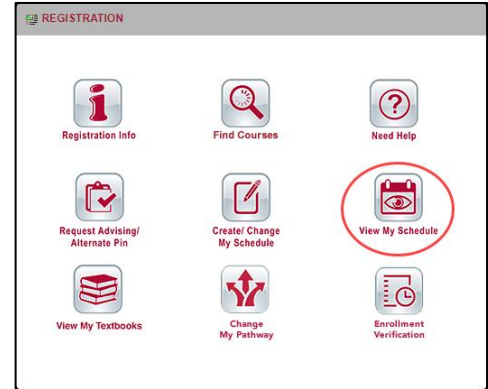 REGISTRATION
Registration Info
Find Courses
Need Help
Request Advising/
Alternate Pin
Create/ Change
My Schedule
View My Schedule
View My Textbooks
Change
My Pathway
Enrollment
Verification